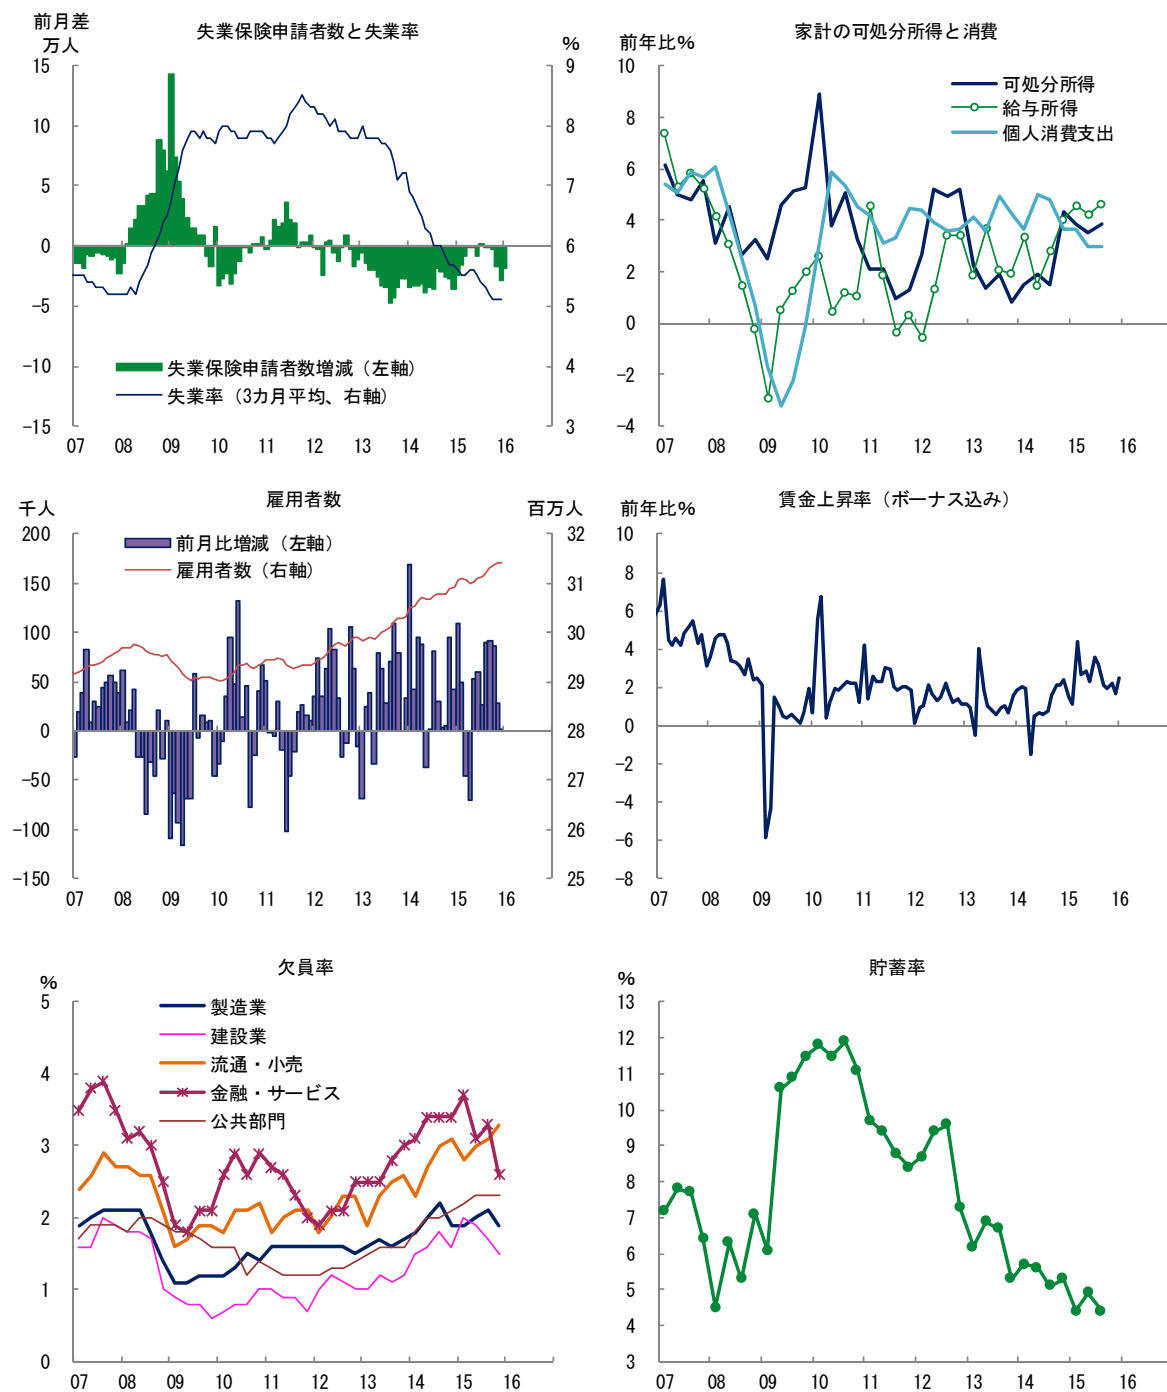 失業保険申請者数と失業率
前月差
万人
%
15
10
5
0
−5
−10
−15
9
8
7
6
5
4
3
失業保険申請者数増減（左軸）
失業率（3カ月平均、右軸）
07 08 09 10 11 12 13 14 15 16
家計の可処分所得と消費
前年比%
10
8
6
4
2
0
−2
−4
可処分所得
給与所得
個人消費支出
07 08 09 10 11 12 13 14 15 16
雇用者数
千人
百万人
200
150
100
50
0
−50
−100
−150
32
31
30
29
28
27
26
25
前月比増減（左軸）
雇用者数（右軸）
07 08 09 10 11 12 13 14 15 16
賃金上昇率（ボーナス込み）
前年比%
10
8
6
4
2
0
−2
−4
−6
−8
07 08 09 10 11 12 13 14 15 16
欠員率
%
5
4
3
2
1
0
製造業
建設業
流通・小売
金融・サービス
公共部門
07 08 09 10 11 12 13 14 15 16
貯蓄率
%
13
12
11
10
9
8
7
6
5
4
3
07 08 09 10 11 12 13 14 15 16